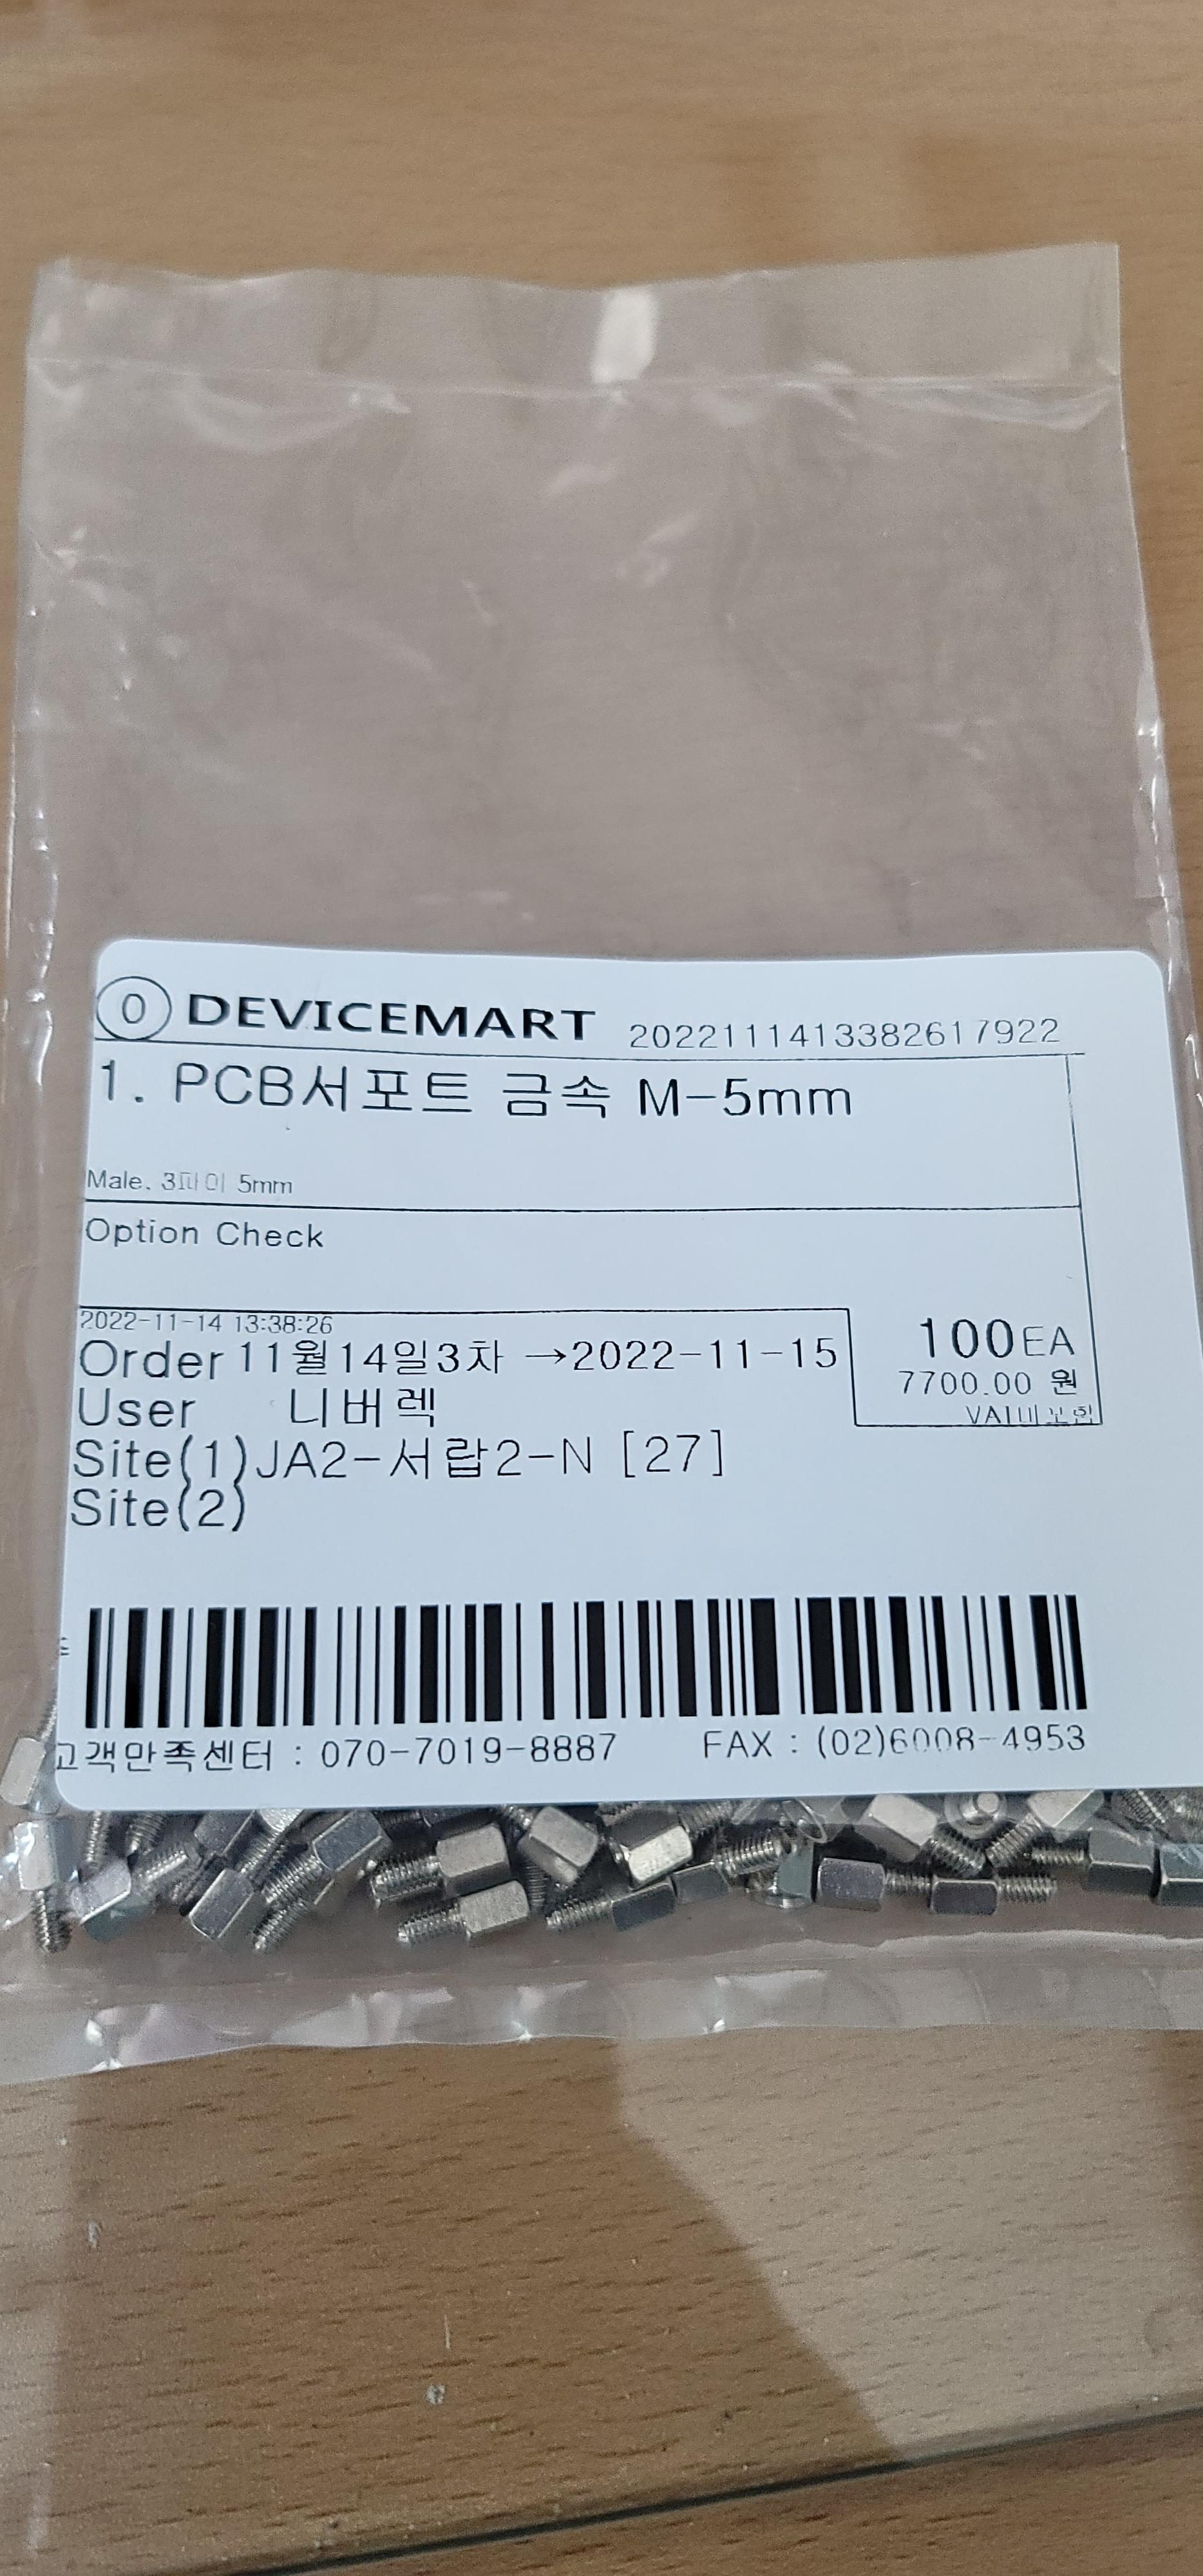 0 DEVICEMART 2022111413382617922
1. PCB서포트 금속 M-5mm
Male. 3파이 5mm
Option Check
2022-11-14 13:38:26
Order 11월14일3차 →2022-11-15
100EA
7700.00 원
User 니버렉
Site(1)JA2-서랍2-N [27]
Site(2)
고객만족센터 : 070-7019-8887 FAX : (02)6008-4953